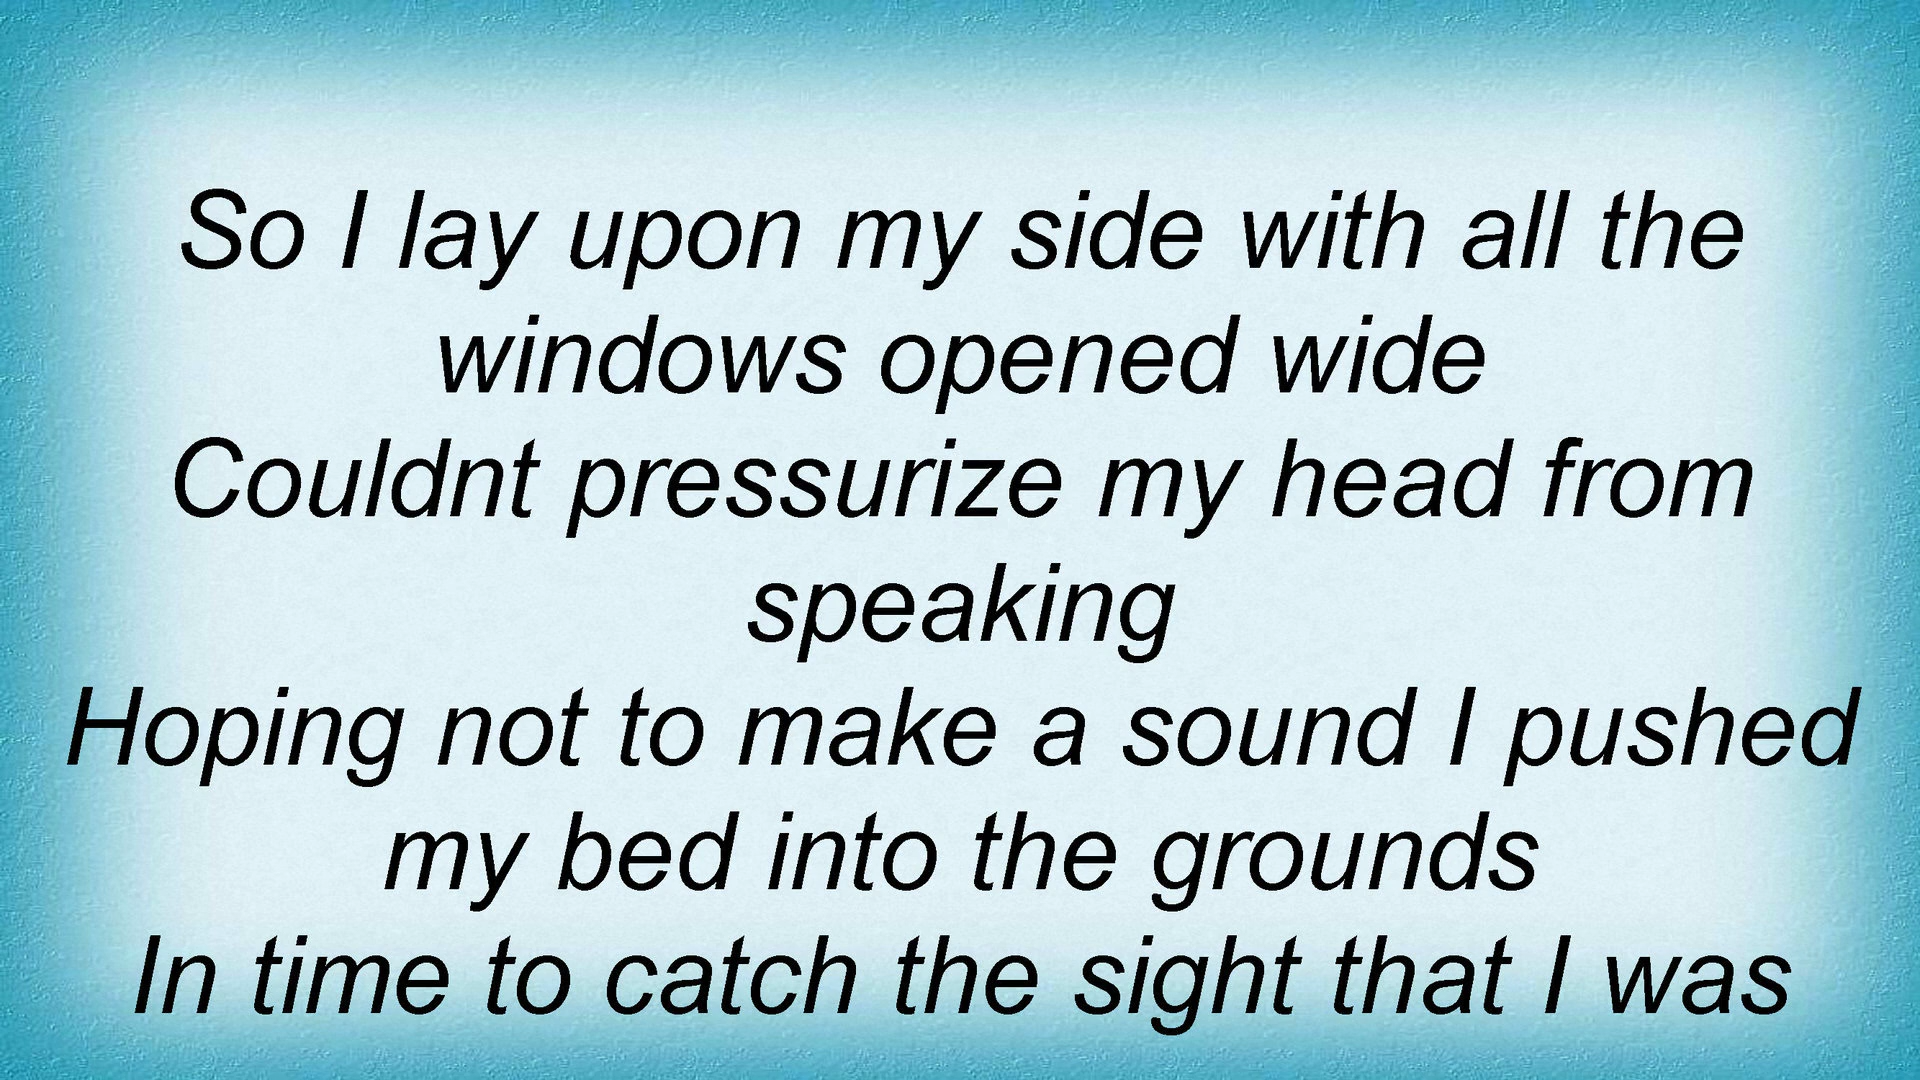 So I lay upon my side with all the
windows opened wide
Couldnt pressurize my head from
speaking
Hoping not to make a sound I pushed
my bed into the grounds
In time to catch the sight that I was